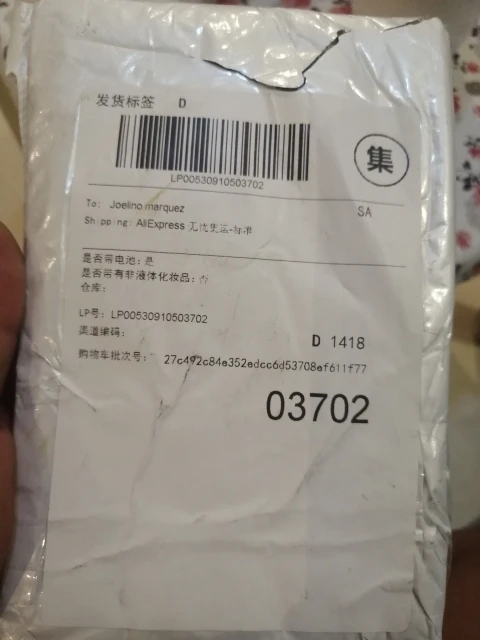 发货标签 D
集
LP00530910503702
To: Joelino marquez
SA
Shipping: AliExpress 无忧集运-标准
是否带电池: 是
是否带有非液体化妆品: 否
仓库:
LP号: LP00530910503702
渠道编码:
D 1418
购物车批次号: 27c492c84e352edcc6d53708ef611f77
03702